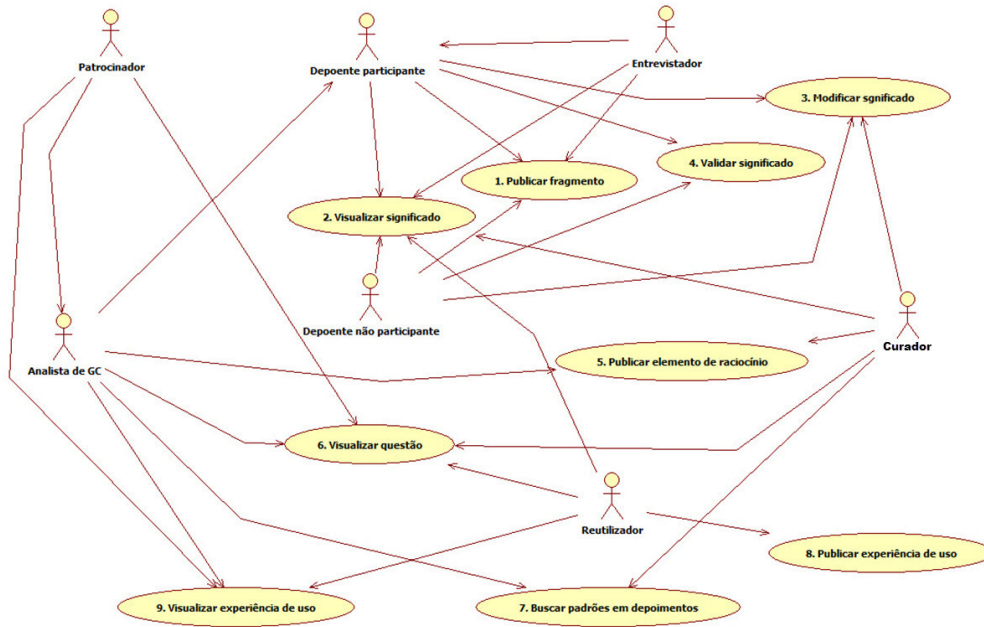 Patrocinador
Depoente participante
Entrevistador
3. Modificar sgnificado
4. Validar significado
1. Publicar fragmento
2. Visualizar significado
Depoente não participante
Curador
Analista de GC
5. Publicar elemento de raciocínio
6. Visualizar questão
Reutilizador
8. Publicar experiência de uso
9. Visualizar experiência de uso
7. Buscar padrões em depoimentos